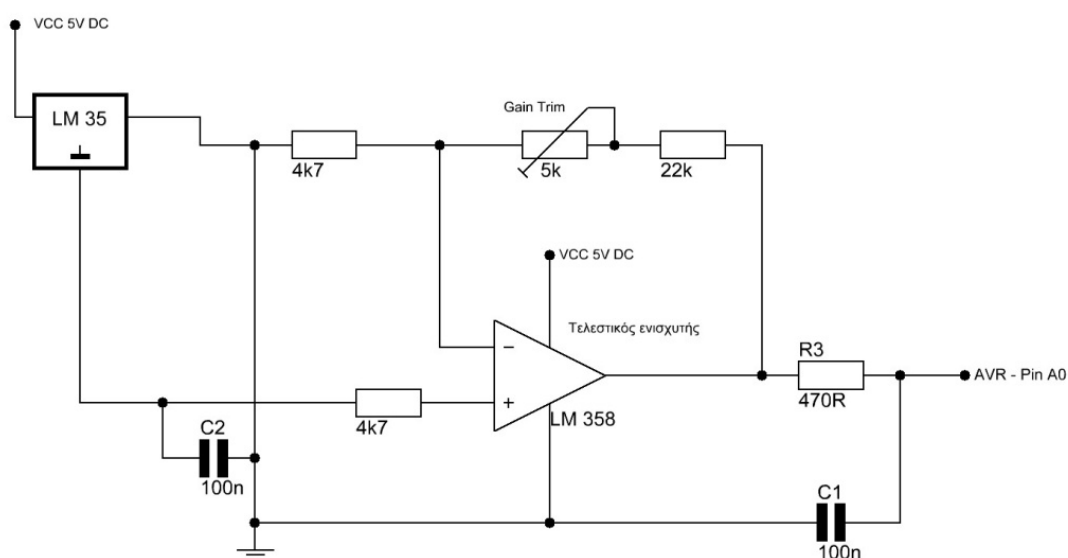 VCC 5V DC
LM 35
Gain Trim
4k7
5k
22k
VCC 5V DC
Τελεστικός ενισχυτής
−
+
LM 358
R3
470R
AVR - Pin A0
4k7
C2
100n
C1
100n